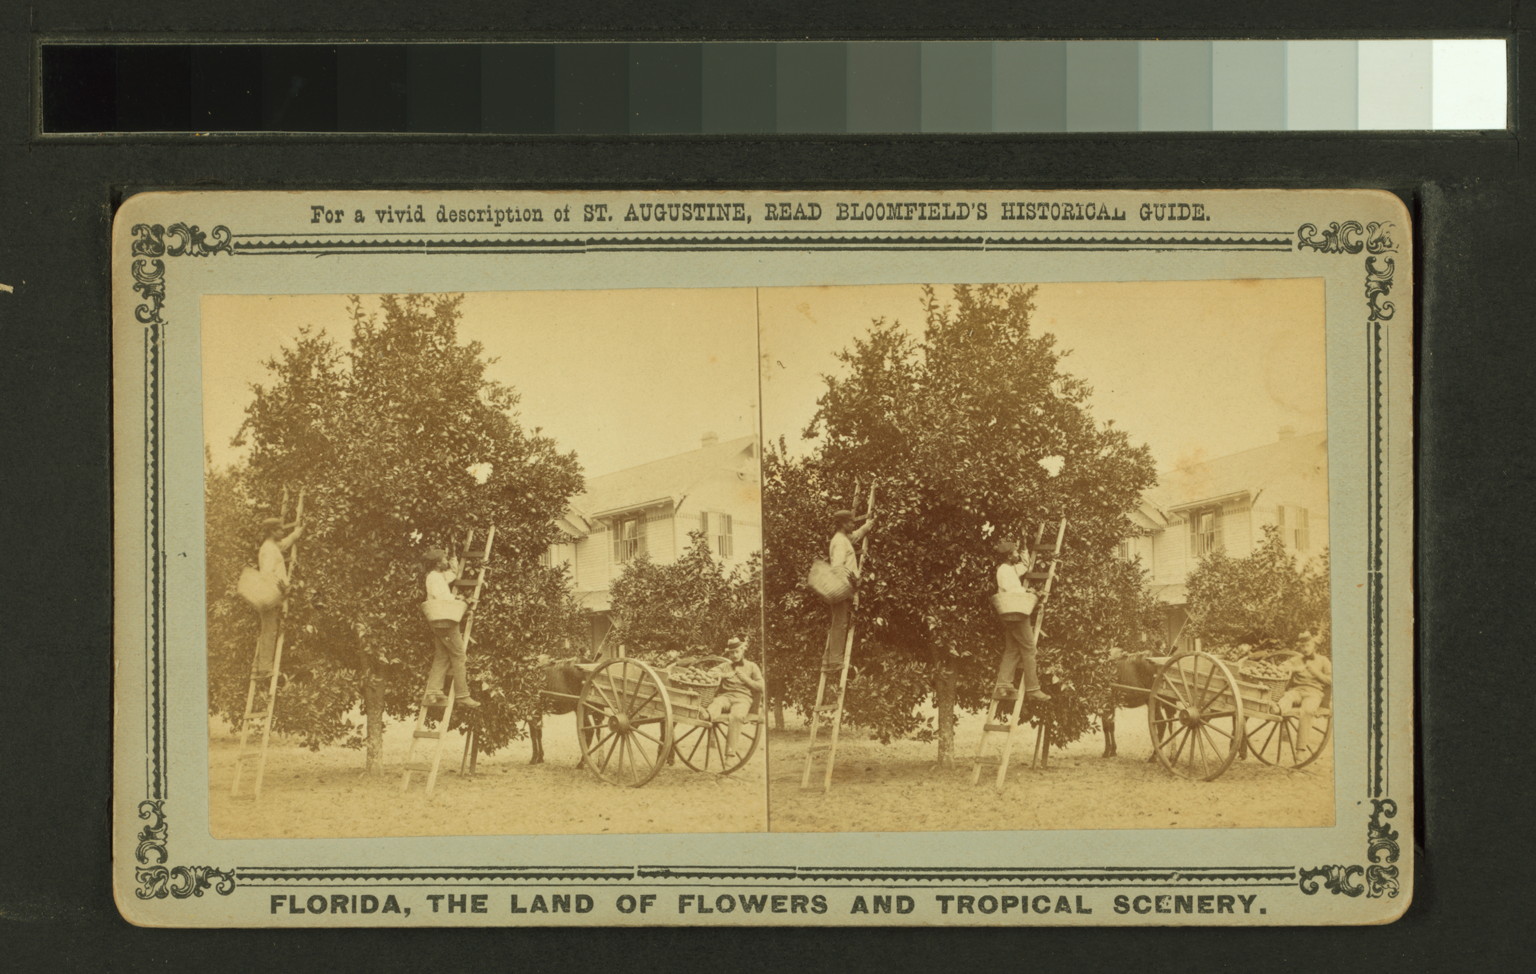 For a vivid description of ST. AUGUSTINE, READ BLOOMFIELD'S HISTORICAL GUIDE.
FLORIDA, THE LAND OF FLOWERS AND TROPICAL SCENERY.